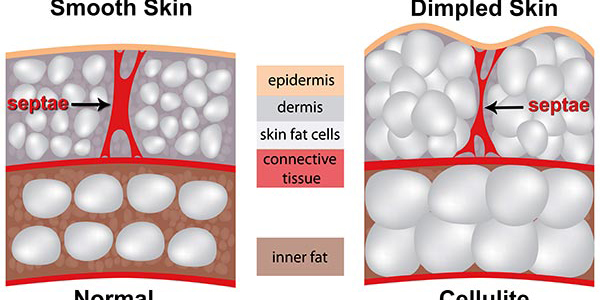 Smooth Skin
Dimpled Skin
septae
epidermis
dermis
skin fat cells
connective
tissue
inner fat
septae
Normal
Cellulite